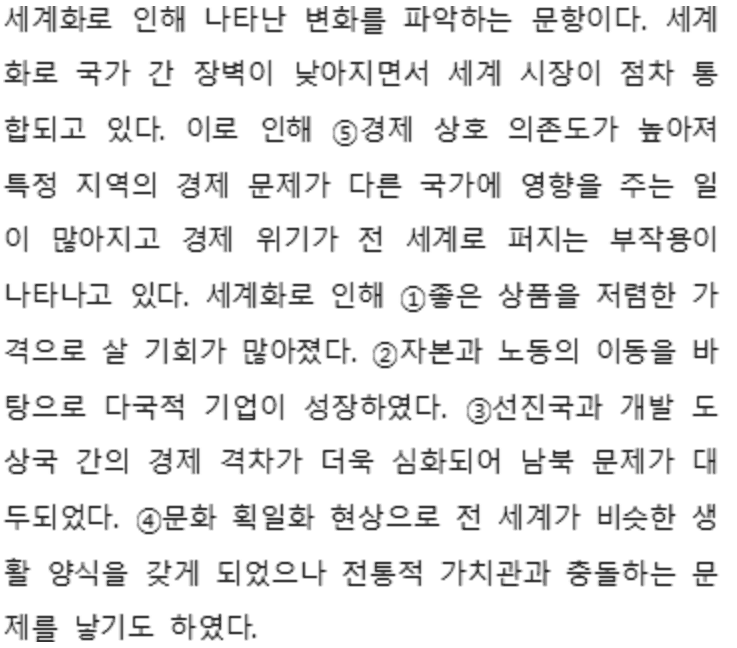 세계화로 인해 나타난 변화를 파악하는 문항이다. 세계
화로 국가 간 장벽이 낮아지면서 세계 시장이 점차 통
합되고 있다. 이로 인해 ⑤경제 상호 의존도가 높아져
특정 지역의 경제 문제가 다른 국가에 영향을 주는 일
이 많아지고 경제 위기가 전 세계로 퍼지는 부작용이
나타나고 있다. 세계화로 인해 ①좋은 상품을 저렴한 가
격으로 살 기회가 많아졌다. ②자본과 노동의 이동을 바
탕으로 다국적 기업이 성장하였다. ③선진국과 개발 도
상국 간의 경제 격차가 더욱 심화되어 남북 문제가 대
두되었다. ④문화 획일화 현상으로 전 세계가 비슷한 생
활 양식을 갖게 되었으나 전통적 가치관과 충돌하는 문
제를 낳기도 하였다.